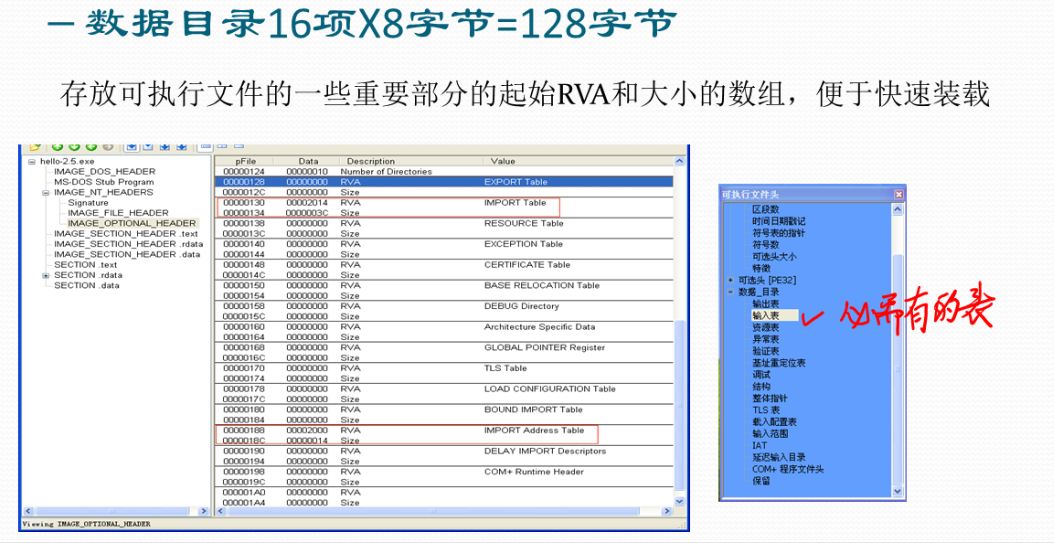 – 数据目录16项X8字节=128字节
存放可执行文件的一些重要部分的起始RVA和大小的数组，便于快速装载
hello-2.5.exe
IMAGE_DOS_HEADER
MS-DOS Stub Program
IMAGE_NT_HEADERS
Signature
IMAGE_FILE_HEADER
IMAGE_OPTIONAL_HEADER
IMAGE_SECTION_HEADER .text
IMAGE_SECTION_HEADER .rdata
IMAGE_SECTION_HEADER .data
SECTION .text
SECTION .rdata
SECTION .data
pFile Data Description Value
00000124 00000010 Number of Directories
00000128 00000000 RVA EXPORT Table
0000012C 00000000 Size
00000130 00002014 RVA IMPORT Table
00000134 0000003C Size
00000138 00000000 RVA RESOURCE Table
0000013C 00000000 Size
00000140 00000000 RVA EXCEPTION Table
00000144 00000000 Size
00000148 00000000 RVA CERTIFICATE Table
0000014C 00000000 Size
00000150 00000000 RVA BASE RELOCATION Table
00000154 00000000 Size
00000158 00000000 RVA DEBUG Directory
0000015C 00000000 Size
00000160 00000000 RVA Architecture Specific Data
00000164 00000000 Size
00000168 00000000 RVA GLOBAL POINTER Register
0000016C 00000000 Size
00000170 00000000 RVA TLS Table
00000174 00000000 Size
00000178 00000000 RVA LOAD CONFIGURATION Table
0000017C 00000000 Size
00000180 00000000 RVA BOUND IMPORT Table
00000184 00000000 Size
00000188 00002000 RVA IMPORT Address Table
0000018C 00000014 Size
00000190 00000000 RVA DELAY IMPORT Descriptors
00000194 00000000 Size
00000198 00000000 RVA COM+ Runtime Header
0000019C 00000000 Size
000001A0 00000000 RVA
000001A4 00000000 Size
Viewing IMAGE_OPTIONAL_HEADER
可执行文件头
区段数
时间日期戳记
符号表的指针
符号数
可选头大小
特徵
可选头 [PE32]
数据_目录
输出表
输入表
必需有的表
资源表
异常表
验证表
基址重定位表
调试
结构
整体指针
TLS 表
载入配置表
输入范围
IAT
延迟输入目录
COM+ 程序文件头
保留